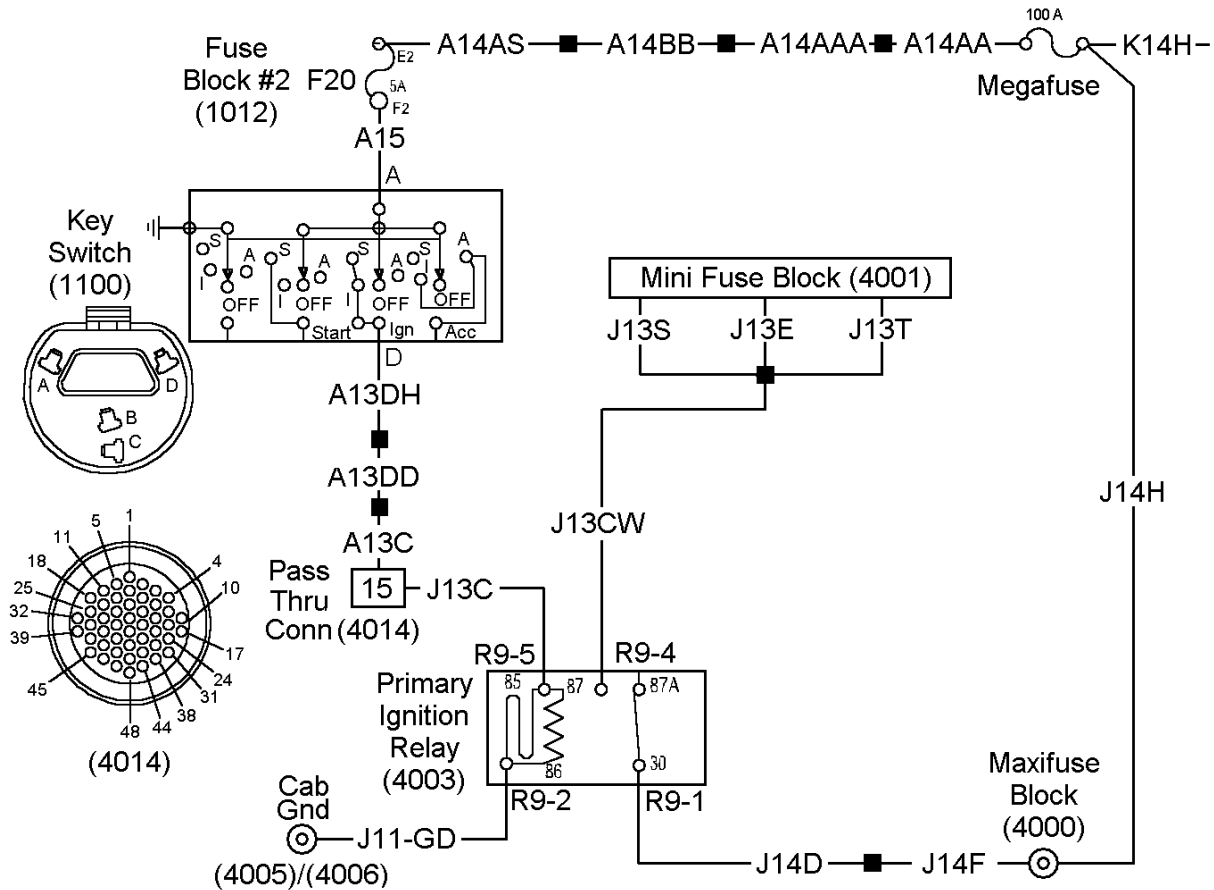 100 A
A14AS
A14BB
A14AAA
A14AA
K14H
Megafuse
Fuse
Block #2
(1012)
F20
E2
5A
F2
A15
A
Key
Switch
(1100)
S
A
I
OFF
S
A
I
OFF
Start
S
A
I
OFF
Ign
S
A
I
OFF
Acc
D
A
D
B
C
A13DH
A13DD
A13C
Mini Fuse Block (4001)
J13S
J13E
J13T
J13CW
J14H
Pass
Thru
Conn (4014)
15
J13C
1
5
11
18
25
32
39
45
48
44
38
31
24
17
10
4
(4014)
R9-5
R9-4
Primary
Ignition
Relay
(4003)
85
87
87A
86
30
R9-2
R9-1
Cab
Gnd
J11-GD
(4005)/(4006)
J14D
J14F
Maxifuse
Block
(4000)